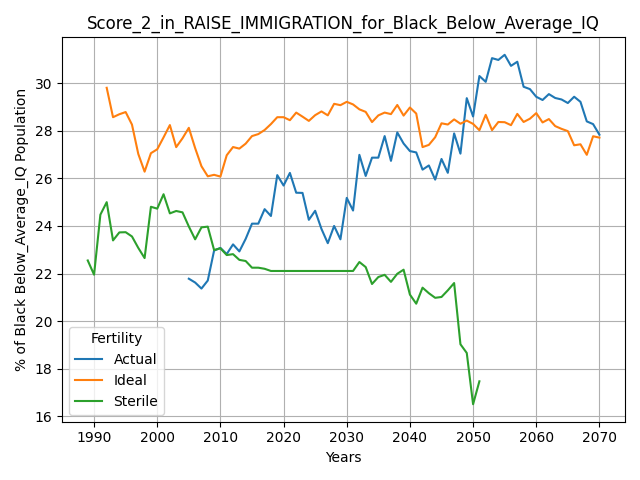 Score_2_in_RAISE_IMMIGRATION_for_Black_Below_Average_IQ
% of Black Below_Average_IQ Population
30
28
26
24
22
20
18
16
Fertility
Actual
Ideal
Sterile
1990 2000 2010 2020 2030 2040 2050 2060 2070
Years